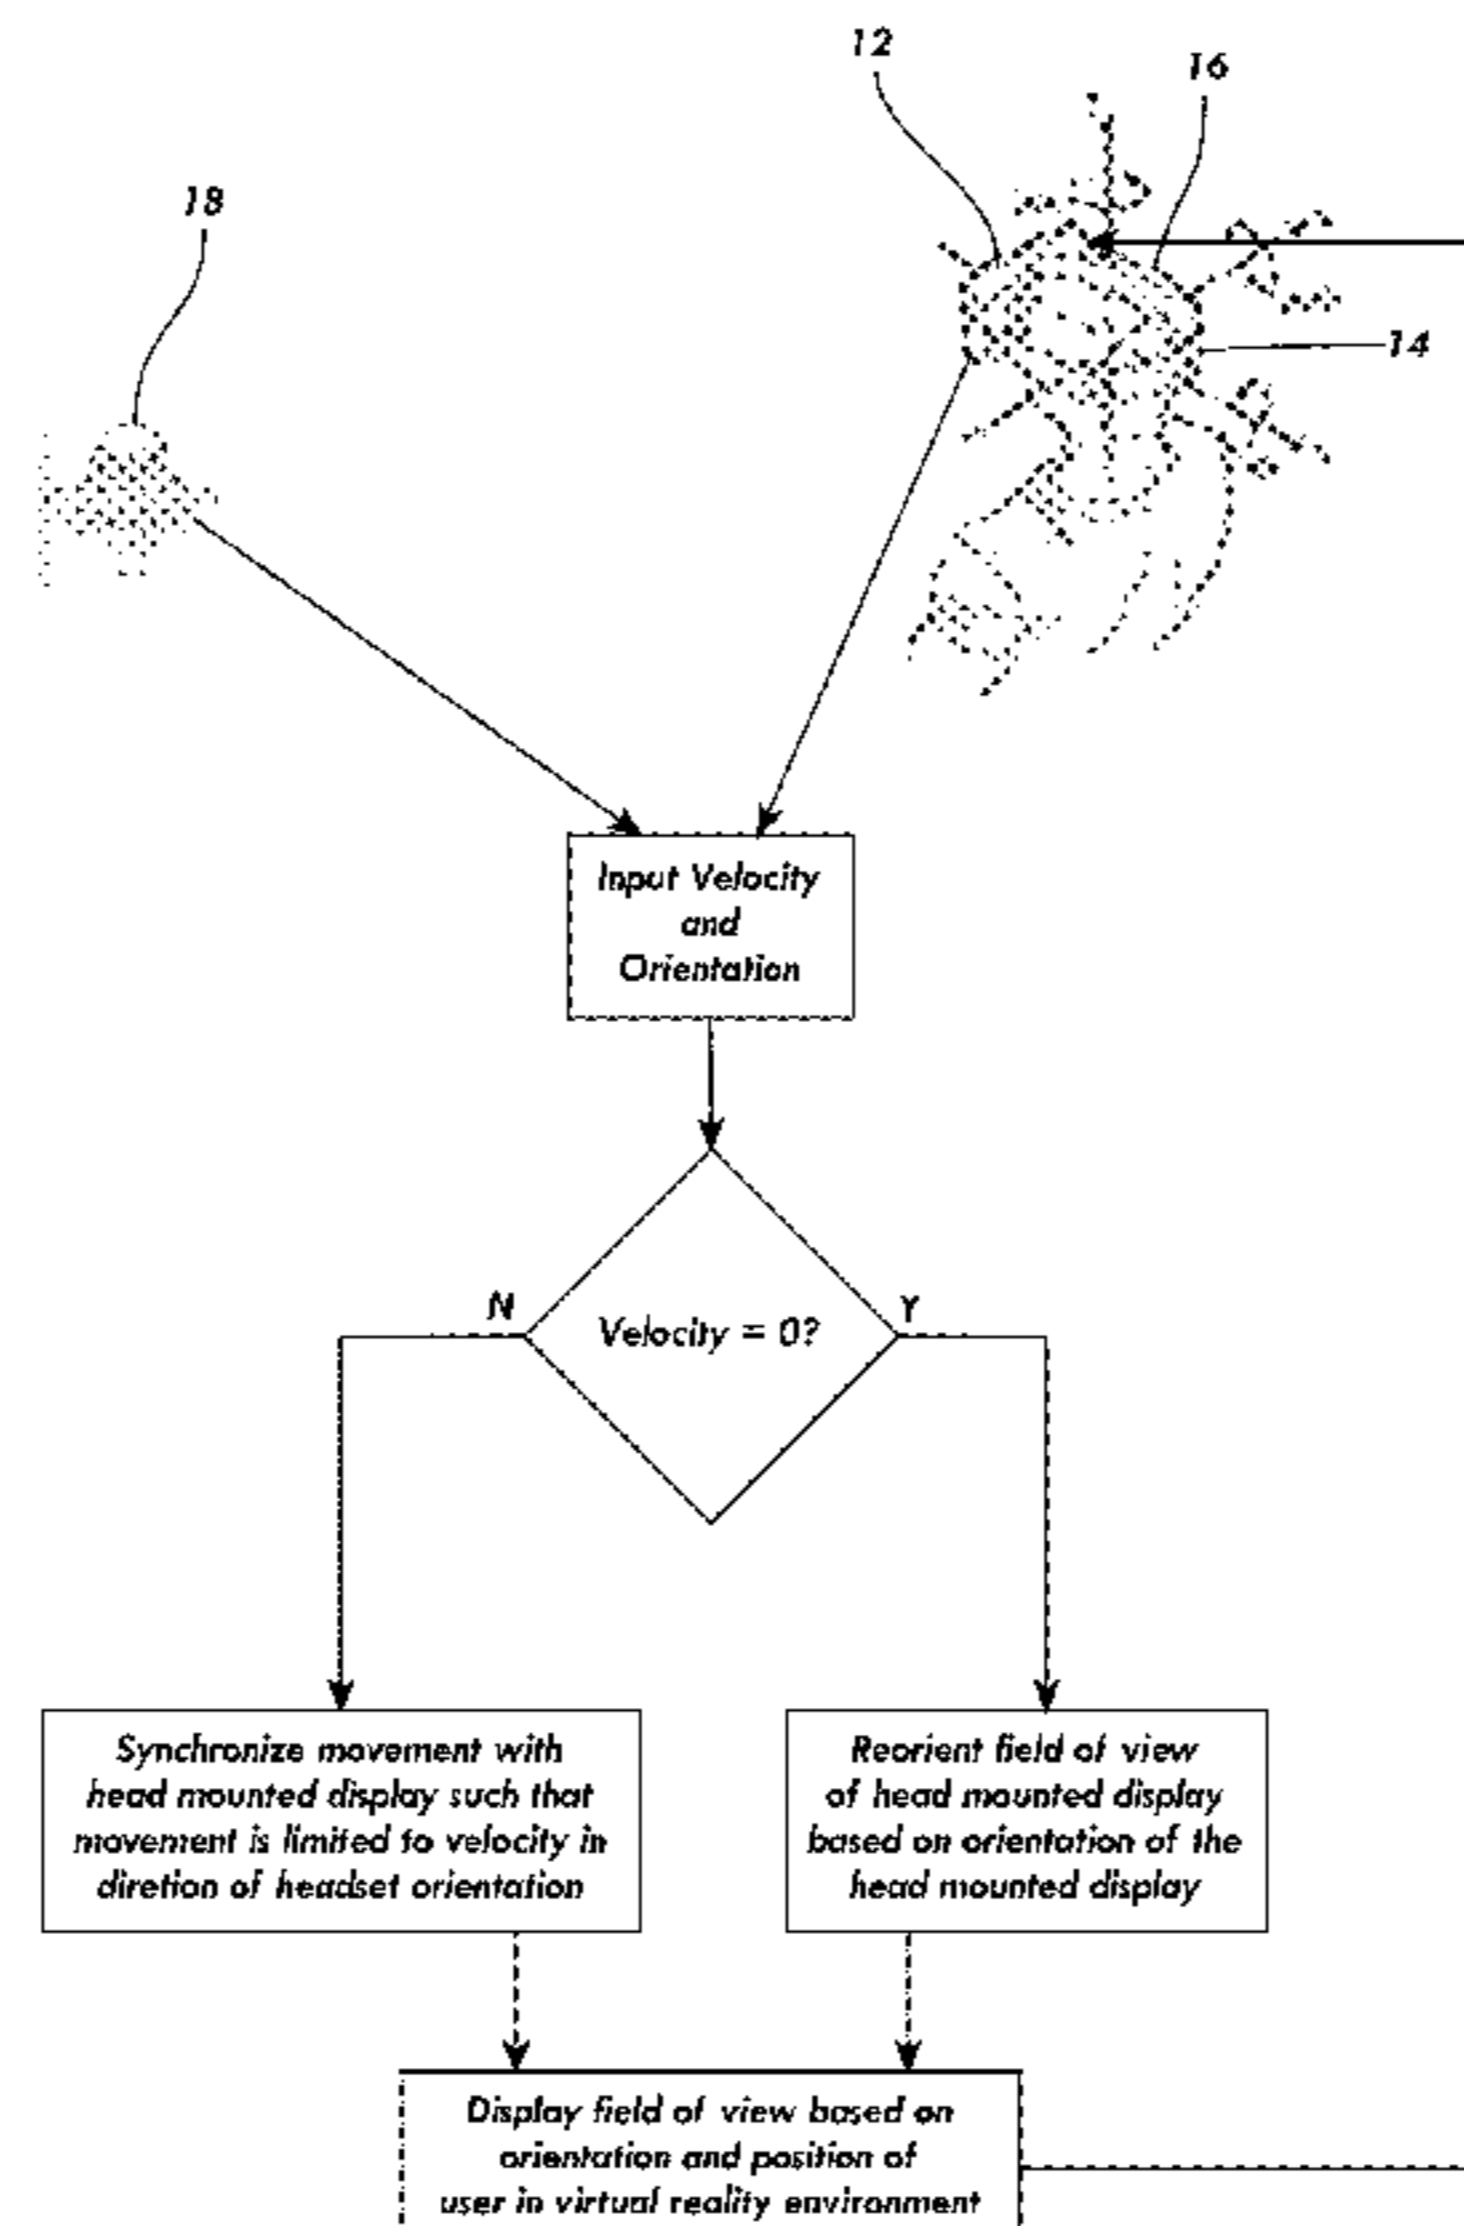 12
16
18
14
Input Velocity
and
Orientation
N
Velocity = 0?
Y
Synchronize movement with
head mounted display such that
movement is limited to velocity in
diretion of headset orientation
Reorient field of view
of head mounted display
based on orientation of the
head mounted display
Display field of view based on
orientation and position of
user in virtual reality environment